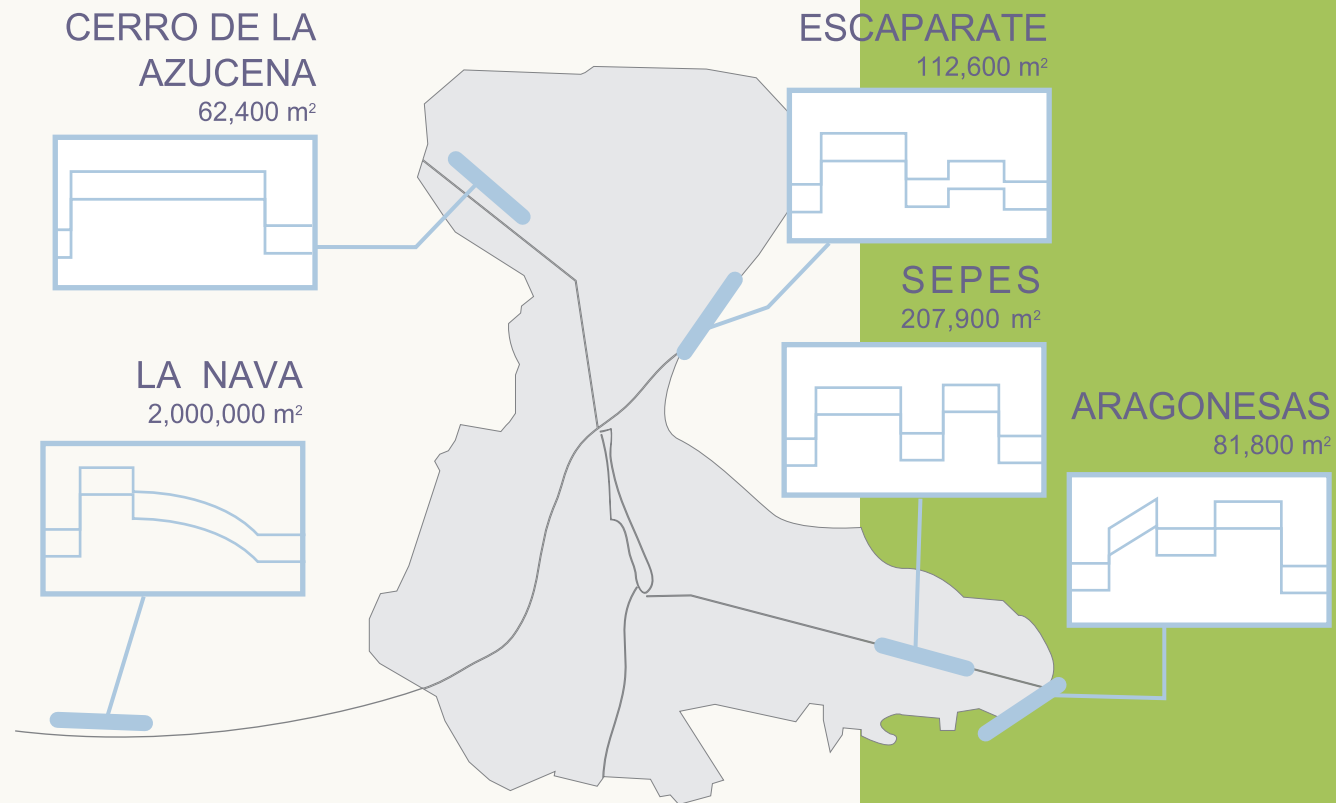 CERRO DE LA
AZUCENA
62,400 m²
ESCAPARATE
112,600 m²
SEPES
207,900 m²
LA NAVA
2,000,000 m²
ARAGONESAS
81,800 m²